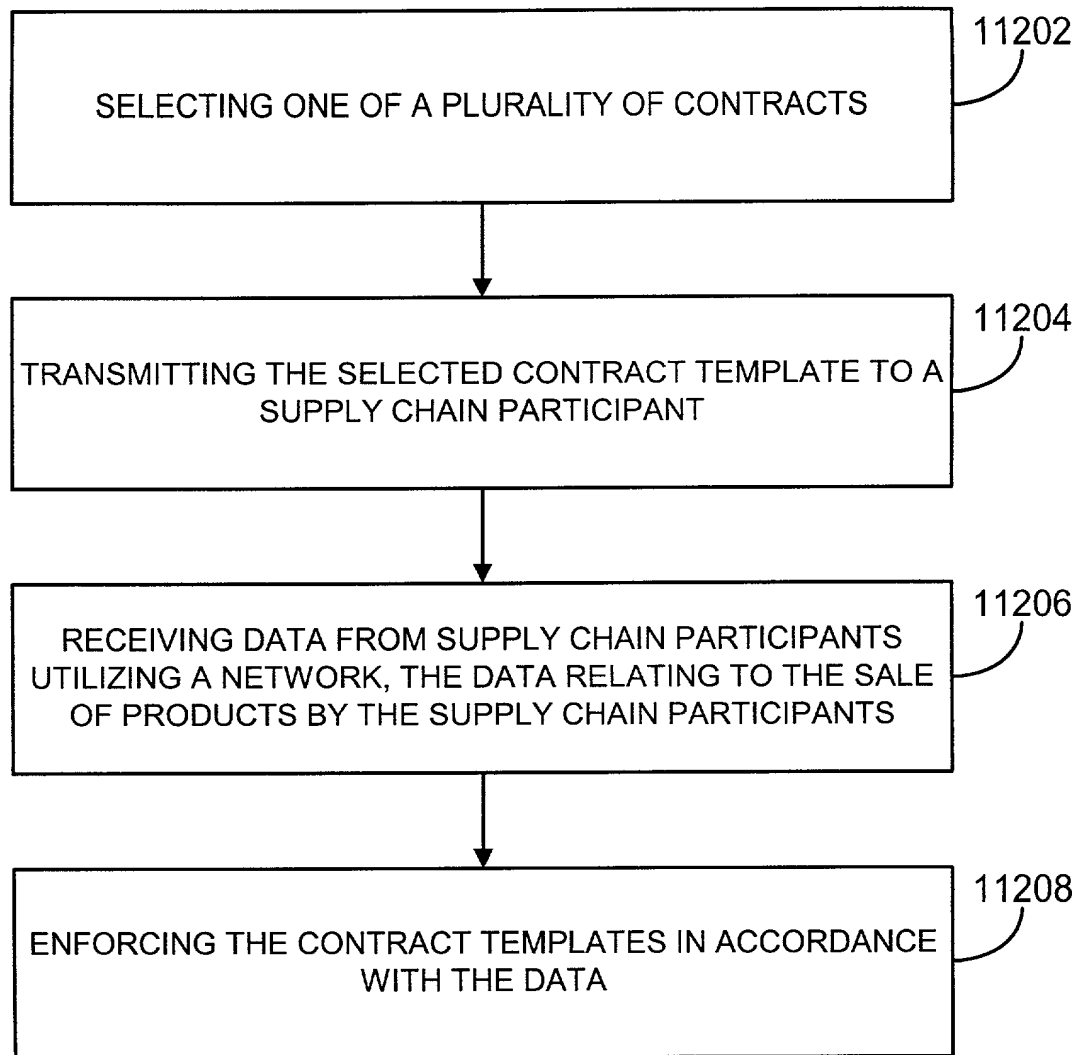 11202
SELECTING ONE OF A PLURALITY OF CONTRACTS
11204
TRANSMITTING THE SELECTED CONTRACT TEMPLATE TO A
SUPPLY CHAIN PARTICIPANT
11206
RECEIVING DATA FROM SUPPLY CHAIN PARTICIPANTS
UTILIZING A NETWORK, THE DATA RELATING TO THE SALE
OF PRODUCTS BY THE SUPPLY CHAIN PARTICIPANTS
11208
ENFORCING THE CONTRACT TEMPLATES IN ACCORDANCE
WITH THE DATA